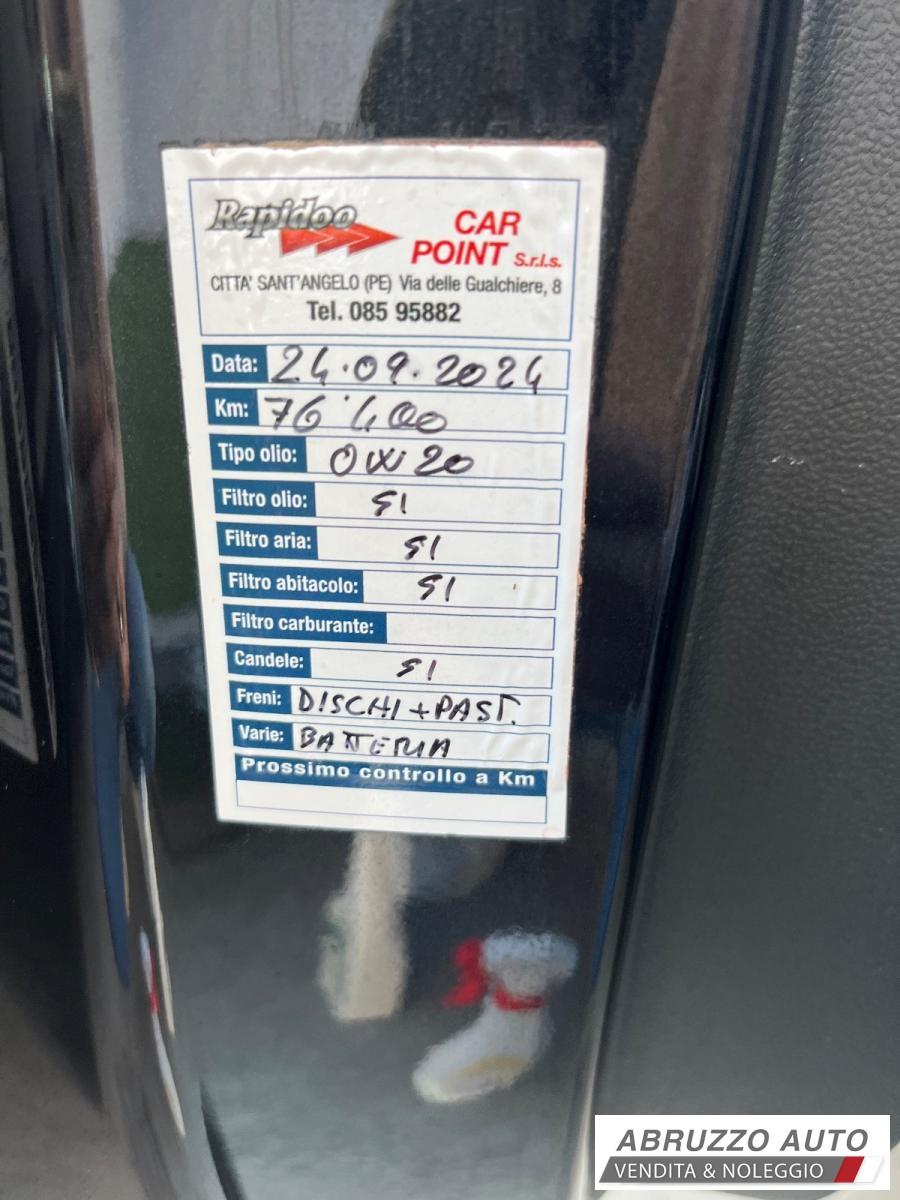 Rapidoo
CAR
POINT S.r.l.s.
CITTA' SANT'ANGELO (PE) Via delle Gualchiere, 8
Tel. 085 95882
Data: 24.09.2024
Km: 76'400
Tipo olio: 0W20
Filtro olio: SI
Filtro aria: SI
Filtro abitacolo: SI
Filtro carburante:
Candele: SI
Freni: DISCHI + PAST.
Varie: BATTERIA
Prossimo controllo a Km
ABRUZZO AUTO
VENDITA & NOLEGGIO